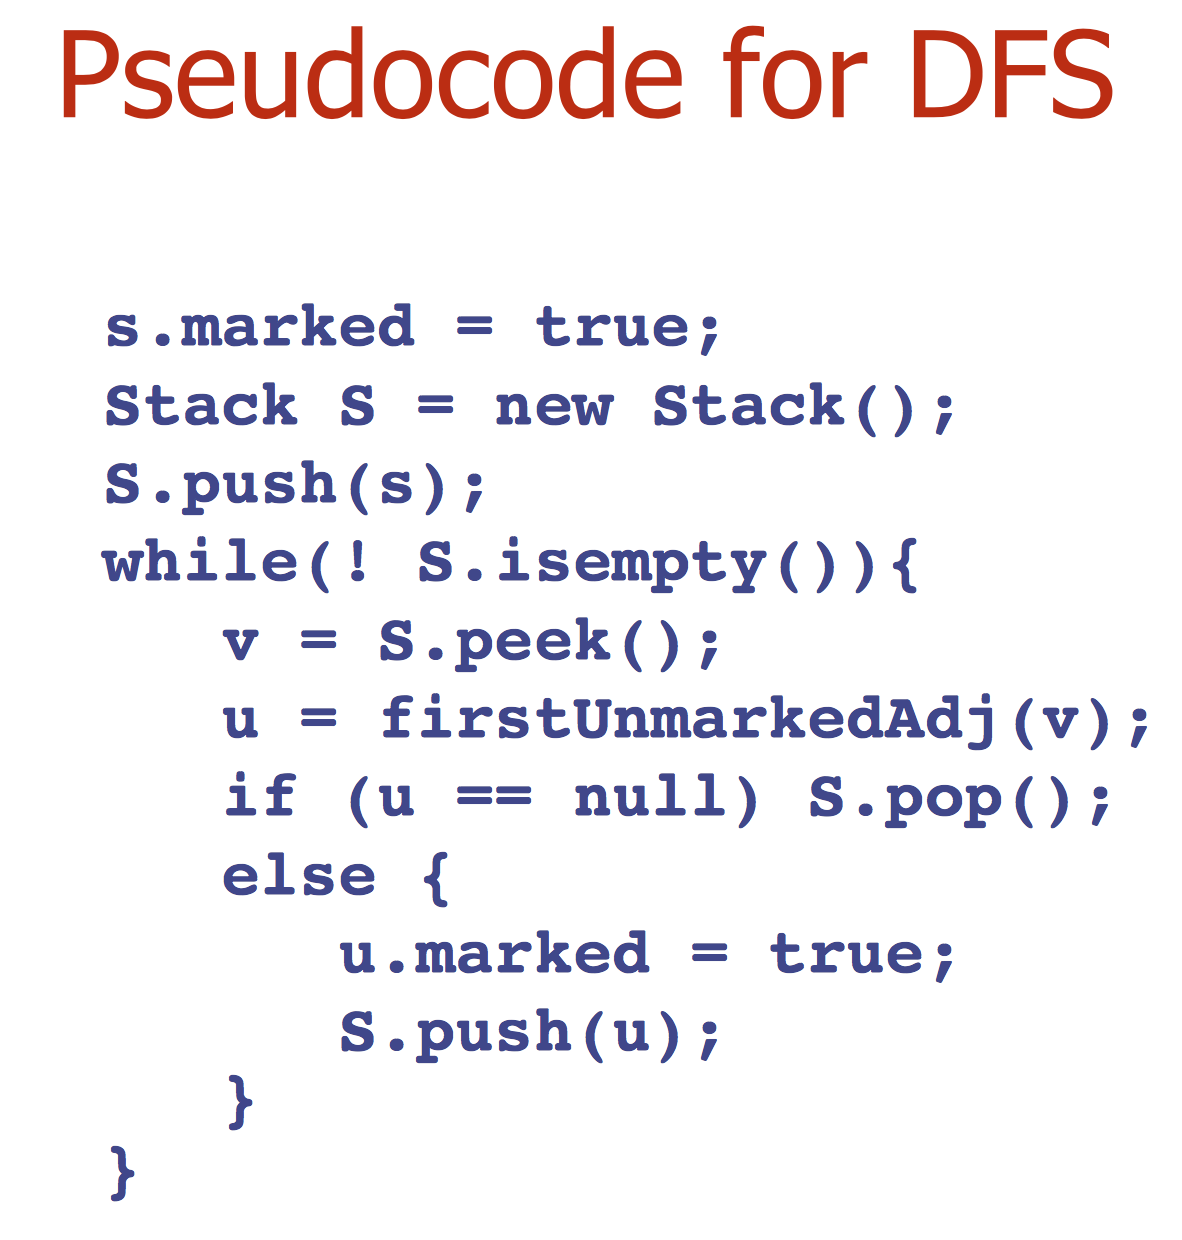 Pseudocode for DFS
s.marked = true;
Stack S = new Stack();
S.push(s);
while(! S.isempty()){
   v = S.peek();
   u = firstUnmarkedAdj(v);
   if (u == null) S.pop();
   else {
      u.marked = true;
      S.push(u);
   }
}